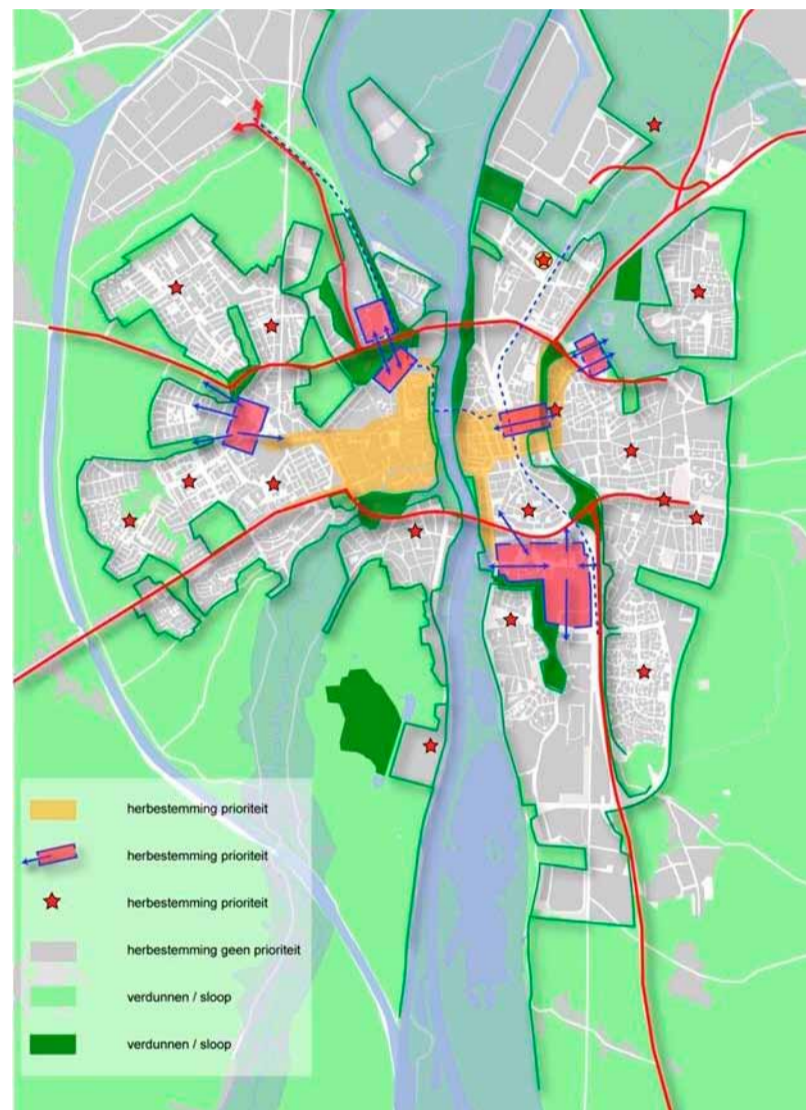 herbestemming prioriteit
herbestemming prioriteit
herbestemming prioriteit
herbestemming geen prioriteit
verdunnen / sloop
verdunnen / sloop